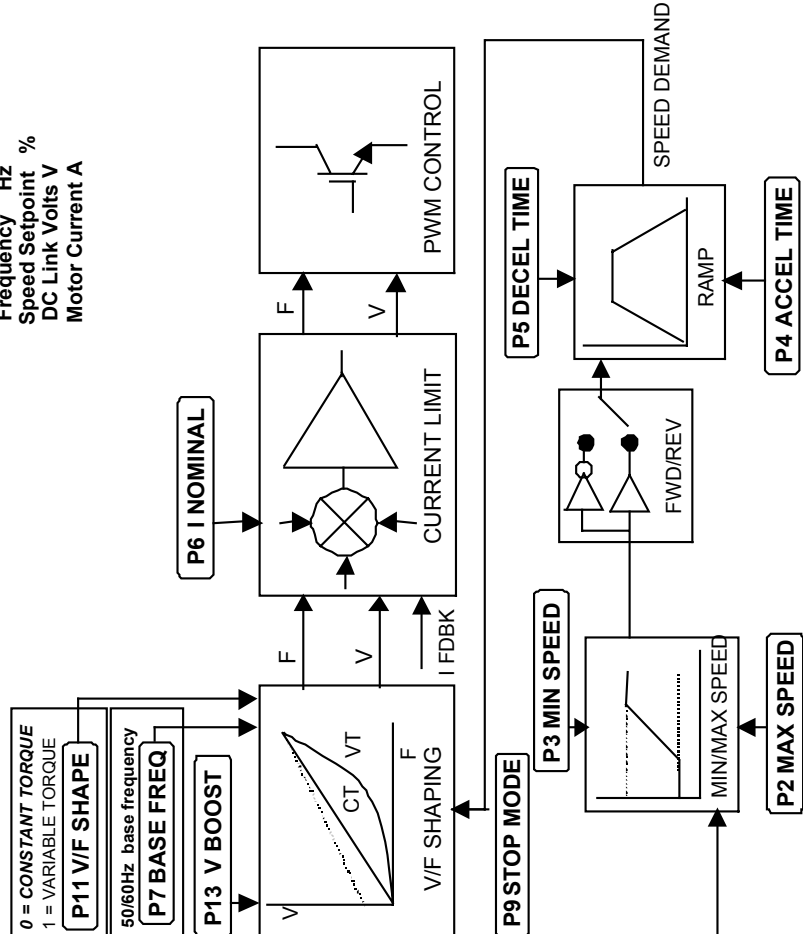 Frequency Hz
Speed Setpoint %
DC Link Volts V
Motor Current A
0 = CONSTANT TORQUE
1 = VARIABLE TORQUE
P11 V/F SHAPE
50/60Hz base frequency
P7 BASE FREQ
P13 V BOOST
V
CT
VT
F
V/F SHAPING
F
V
I FDBK
P6 I NOMINAL
CURRENT LIMIT
F
V
PWM CONTROL
P9 STOP MODE
P3 MIN SPEED
MIN/MAX SPEED
P2 MAX SPEED
FWD/REV
P5 DECEL TIME
RAMP
P4 ACCEL TIME
SPEED DEMAND